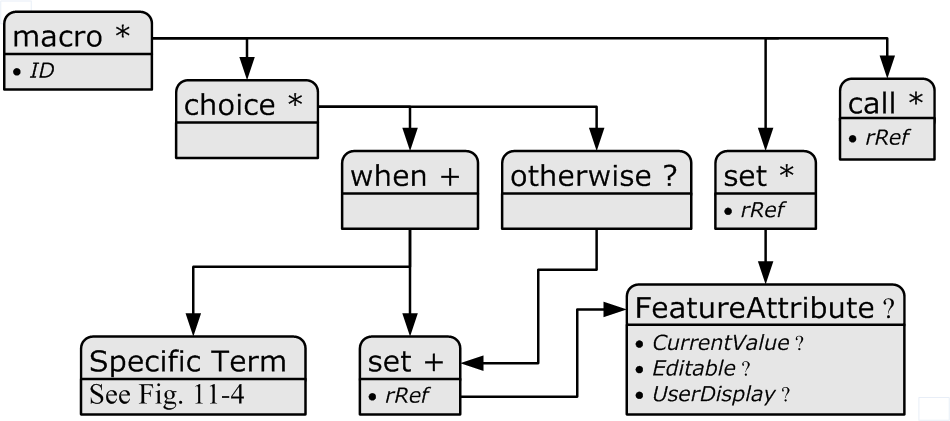 macro *
• ID
choice *
call *
• rRef
when +
otherwise ?
set *
• rRef
FeatureAttribute ?
• CurrentValue ?
• Editable ?
• UserDisplay ?
Specific Term
See Fig. 11-4
set +
• rRef